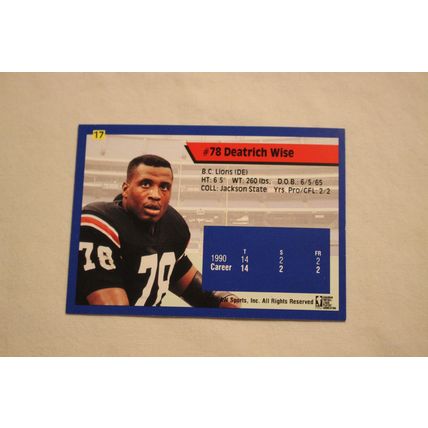 17
#78 Deatrich Wise
B.C. Lions (DE)
HT: 6'5" WT: 260 lbs. D.O.B.: 6/5/65
COLL: Jackson State Yrs. Pro/CFL: 2/2
T S FR
1990 14 2 2
Career 14 2 2
Sports, Inc. All Rights Reserved
78
78